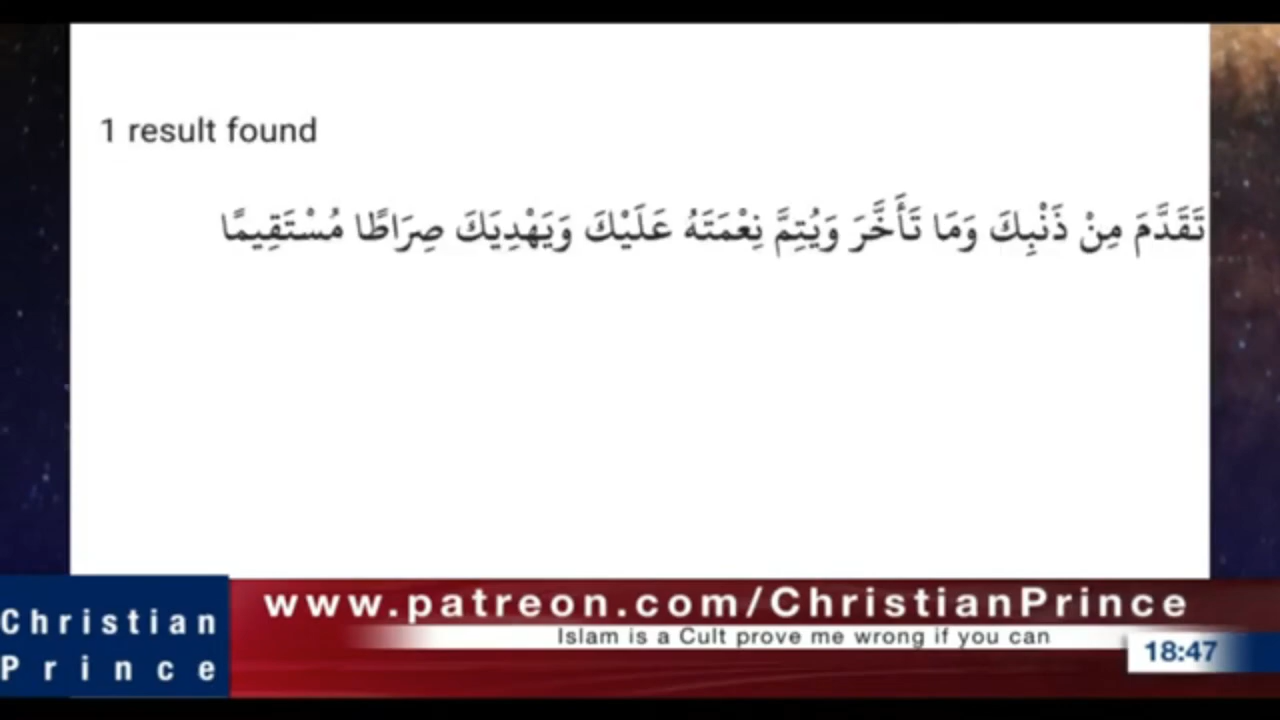 1 result found
تَقَدَّمَ مِنْ ذَنْبِكَ وَمَا تَأَخَّرَ وَيُتِمَّ نِعْمَتَهُ عَلَيْكَ وَيَهْدِيَكَ صِرَاطًا مُسْتَقِيمًا
www.patreon.com/ChristianPrince
Christian
Prince
Islam is a Cult prove me wrong if you can
18:47